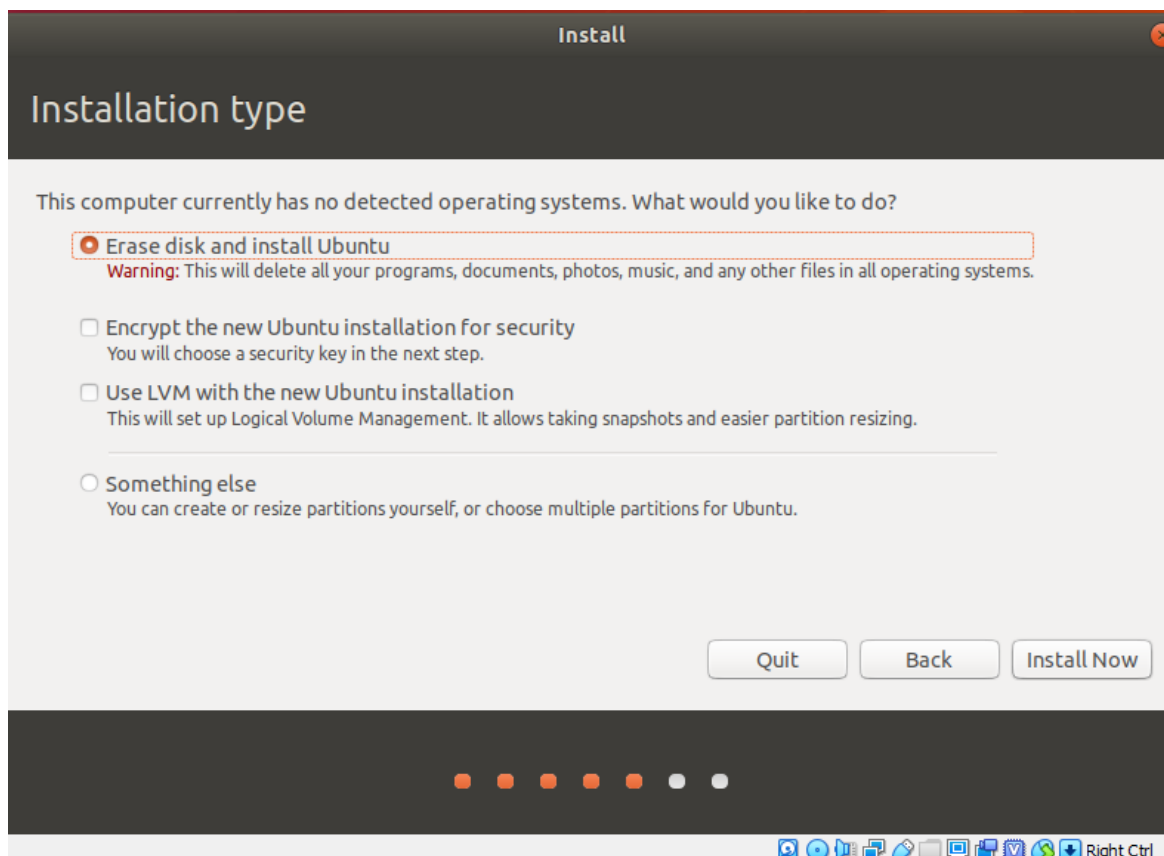 Install
Installation type
This computer currently has no detected operating systems. What would you like to do?
Erase disk and install Ubuntu
Warning: This will delete all your programs, documents, photos, music, and any other files in all operating systems.
Encrypt the new Ubuntu installation for security
You will choose a security key in the next step.
Use LVM with the new Ubuntu installation
This will set up Logical Volume Management. It allows taking snapshots and easier partition resizing.
Something else
You can create or resize partitions yourself, or choose multiple partitions for Ubuntu.
Quit Back Install Now
Right Ctrl